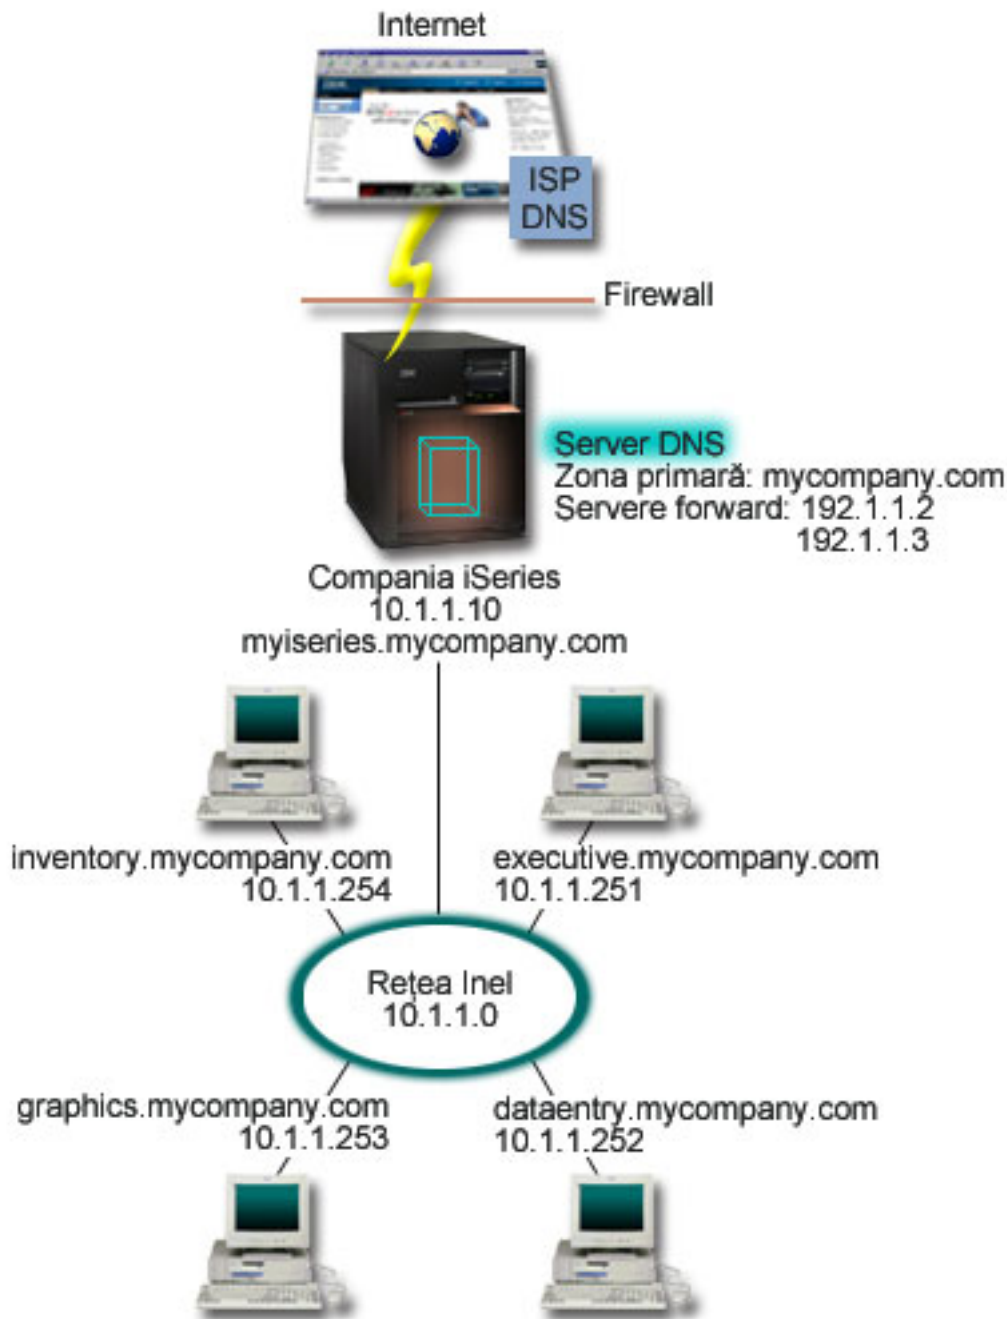 Internet
IBM
ISP
DNS
Firewall
IBM
Server DNS
Zona primară: mycompany.com
Servere forward: 192.1.1.2
192.1.1.3
Compania iSeries
10.1.1.10
myiseries.mycompany.com
inventory.mycompany.com
10.1.1.254
executive.mycompany.com
10.1.1.251
Reţea Inel
10.1.1.0
graphics.mycompany.com
10.1.1.253
dataentry.mycompany.com
10.1.1.252